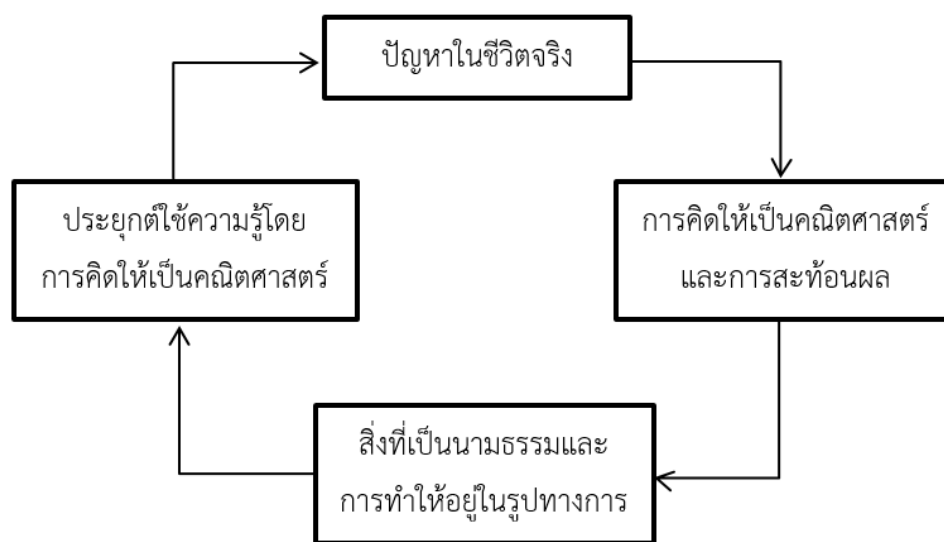 ปัญหาในชีวิตจริง
การคิดให้เป็นคณิตศาสตร์
และการสะท้อนผล
สิ่งที่เป็นนามธรรมและ
การทำให้อยู่ในรูปทางการ
ประยุกต์ใช้ความรู้โดย
การคิดให้เป็นคณิตศาสตร์